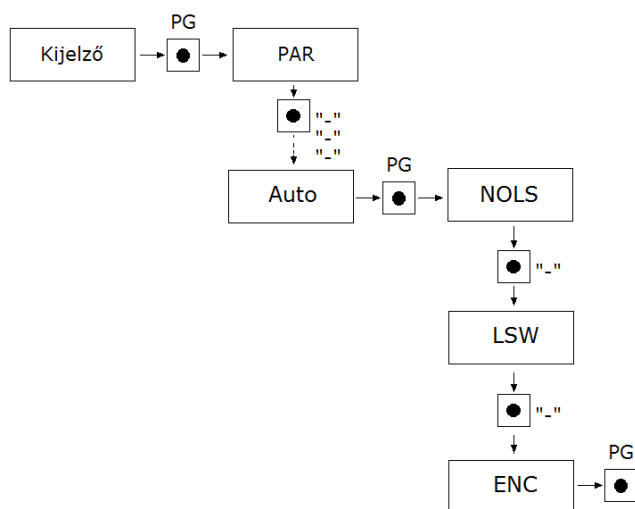 PG
Kijelző
PAR
"-"
"-"
"-"
PG
Auto
NOLS
"-"
LSW
"-"
PG
ENC